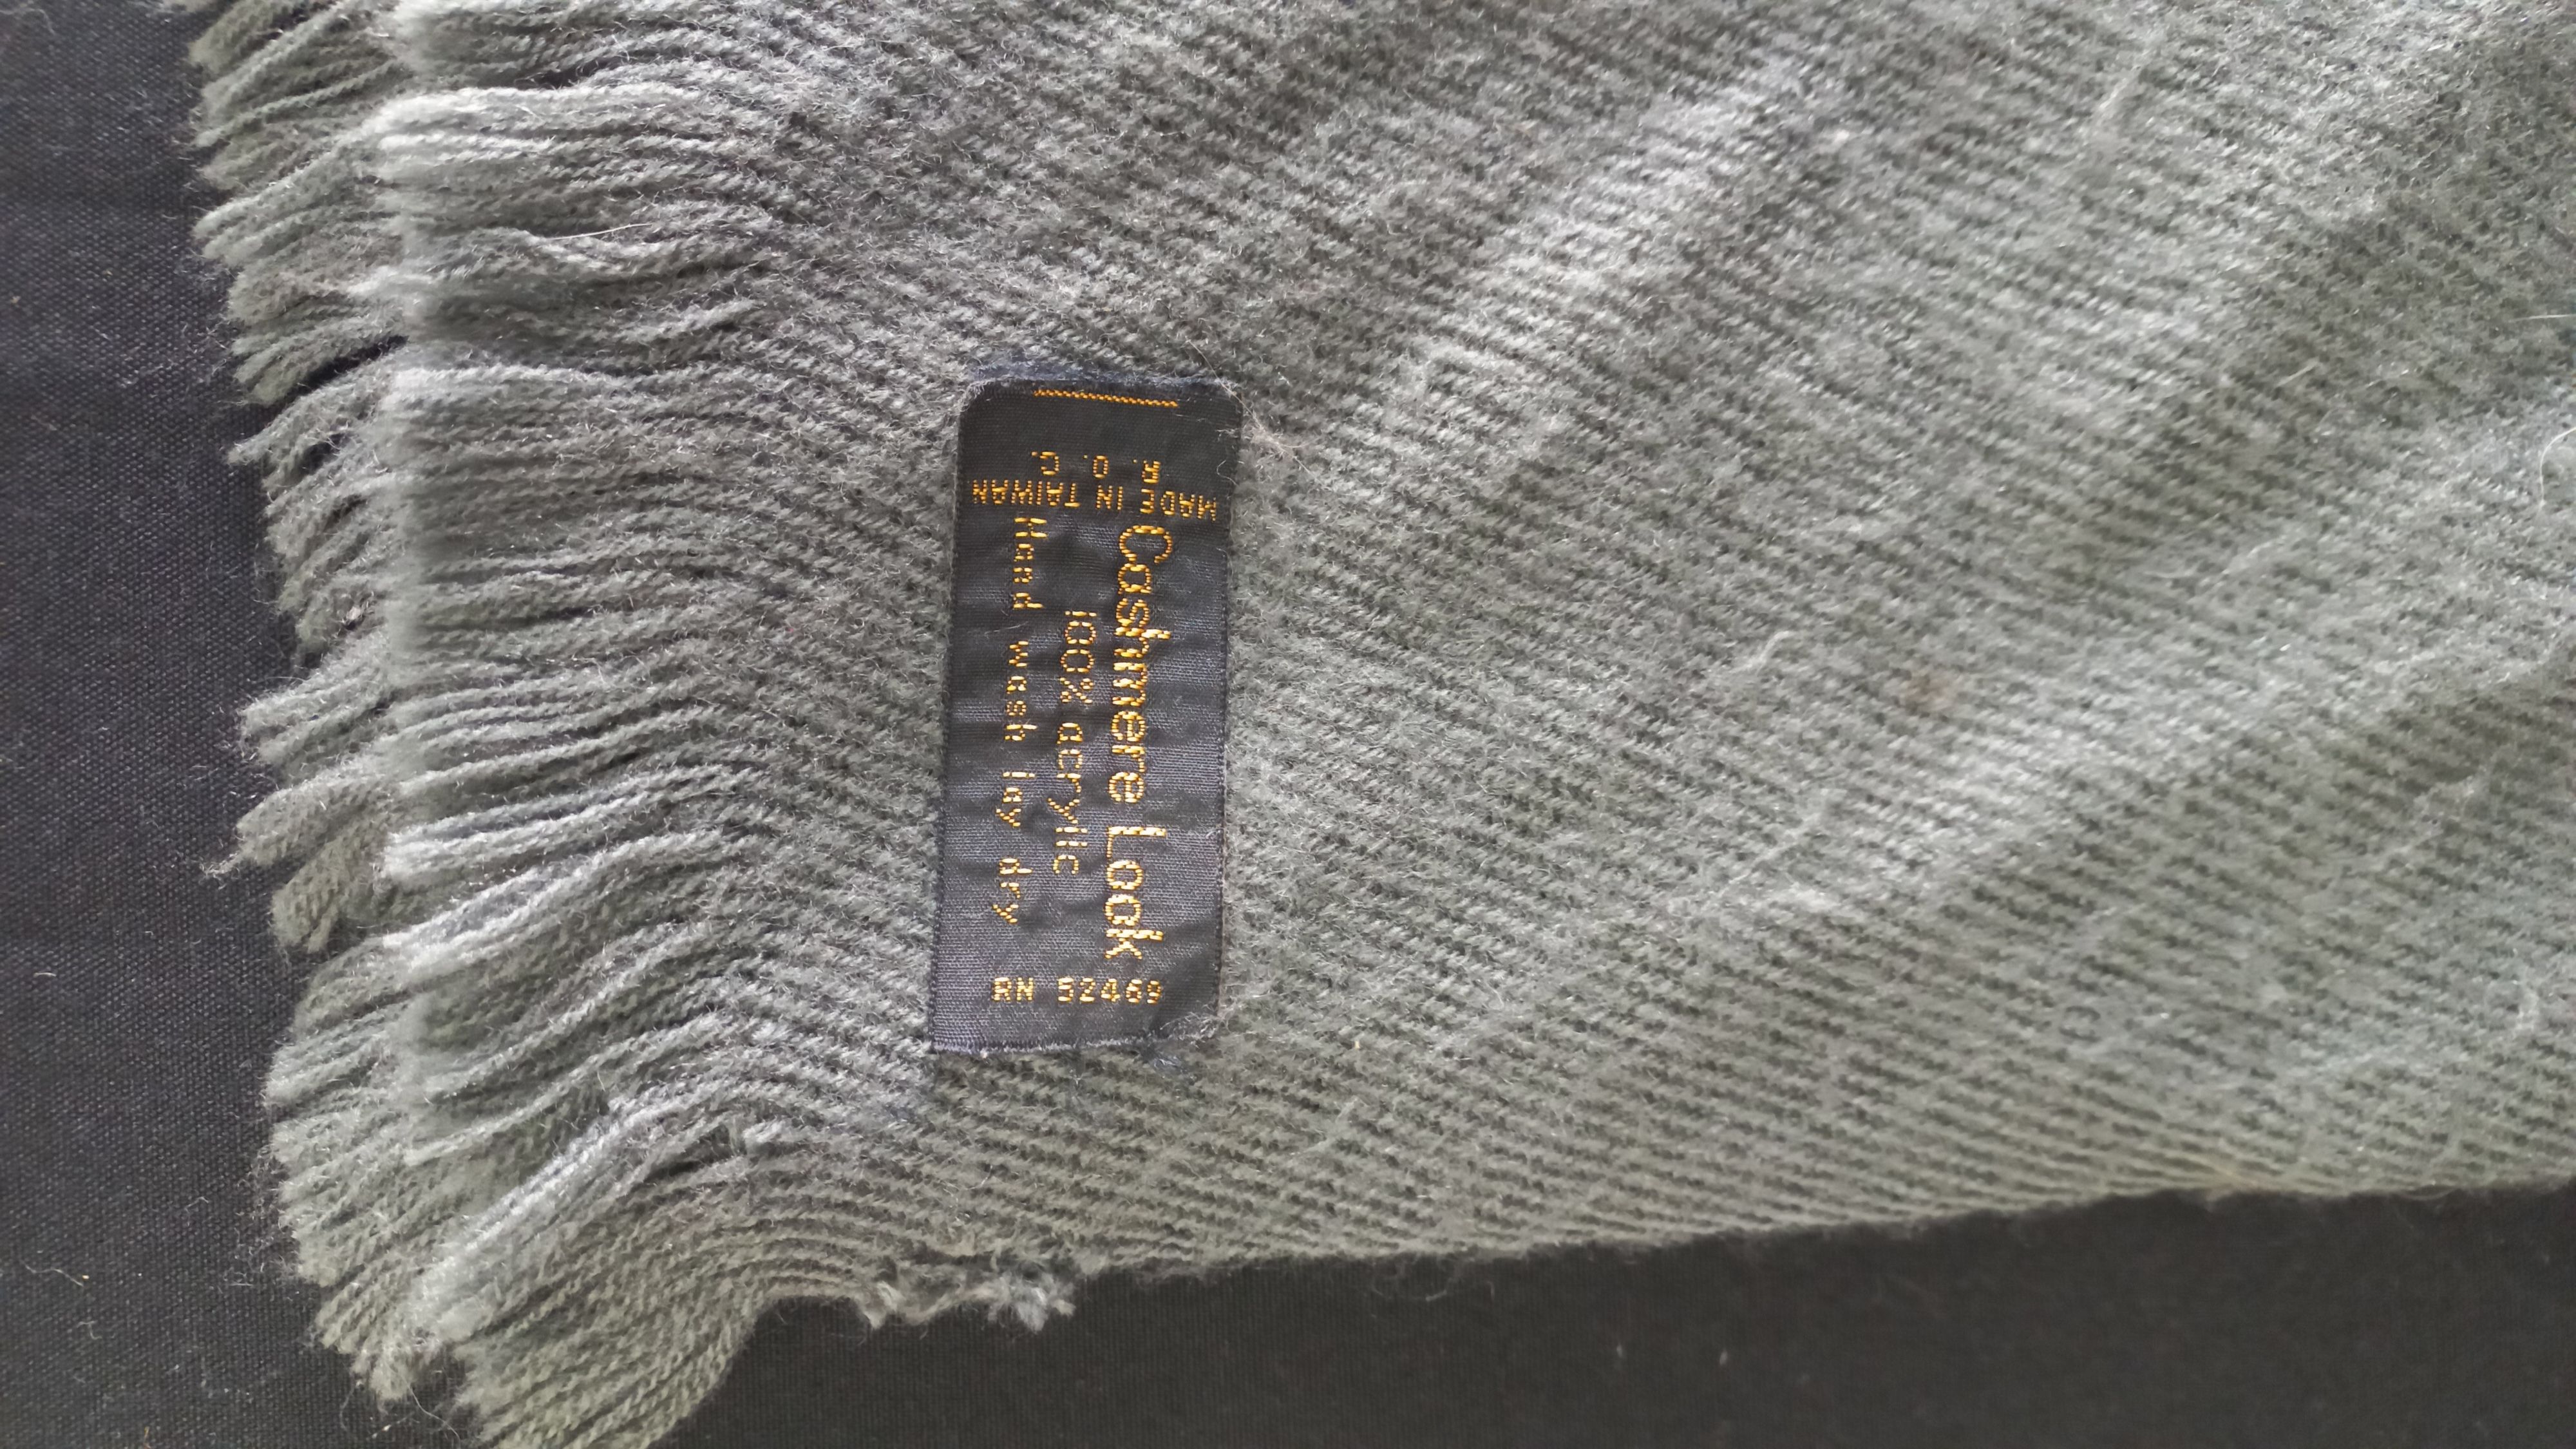 Cashmere Look
100% acrylic
Hand wash lay dry
MADE IN TAIWAN
R. O. C.
RN 52469